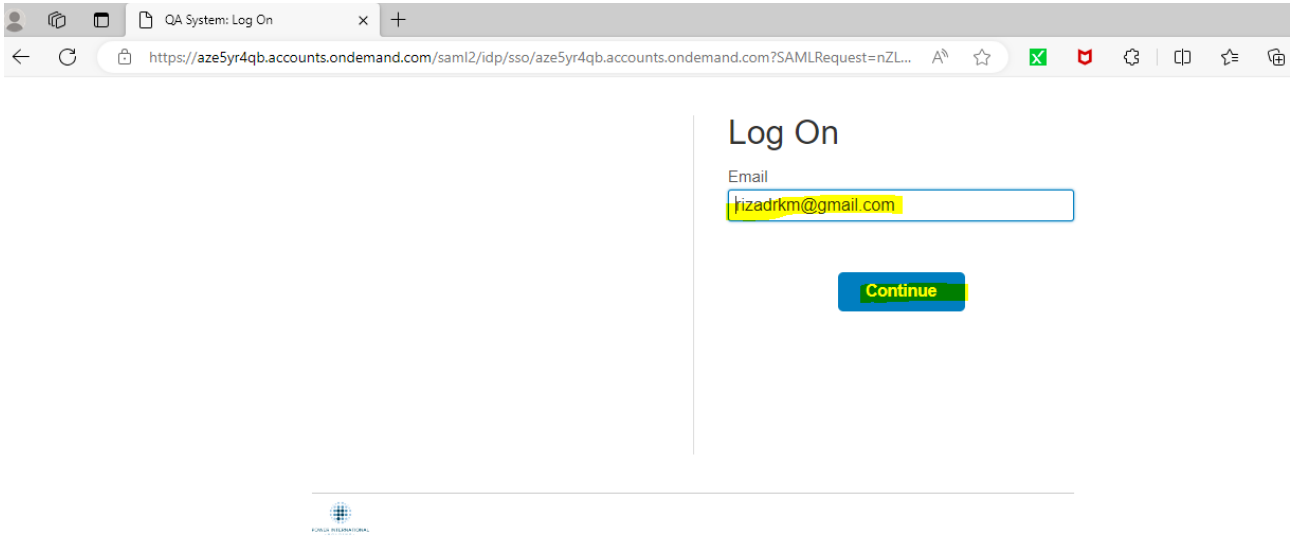 QA System: Log On
https://aze5yr4qb.accounts.ondemand.com/saml2/idp/sso/aze5yr4qb.accounts.ondemand.com?SAMLRequest=nZL...
Log On
Email
rizadrkm@gmail.com
Continue
INTERNATIONAL